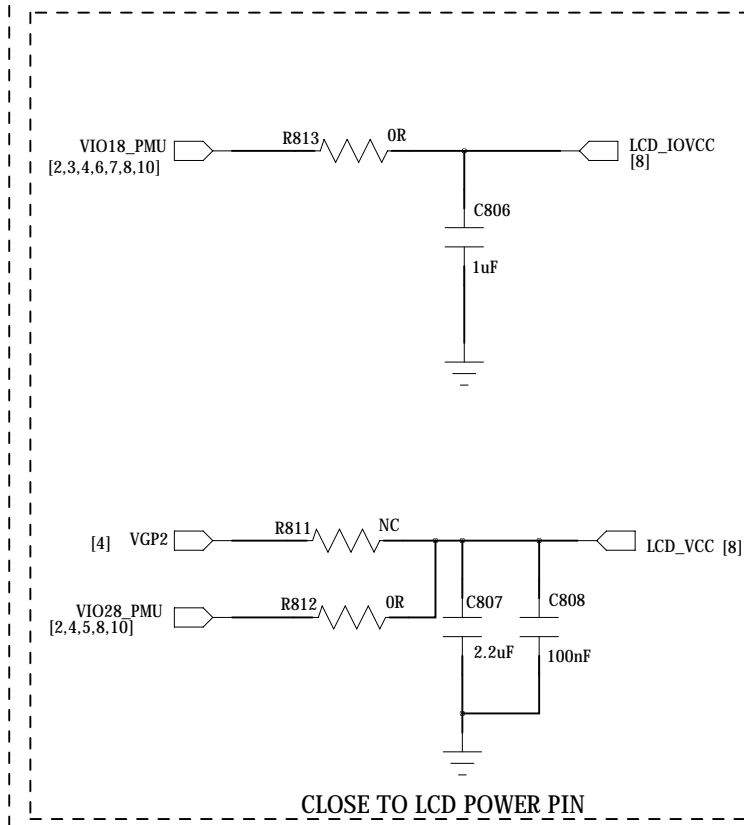 VIO18_PMU
[2,3,4,6,7,8,10]
R813
0R
LCD_IOVCC
[8]
C806
1uF
[4]
VGP2
R811
NC
LCD_VCC [8]
VIO28_PMU
[2,4,5,8,10]
R812
0R
C807
2.2uF
C808
100nF
CLOSE TO LCD POWER PIN